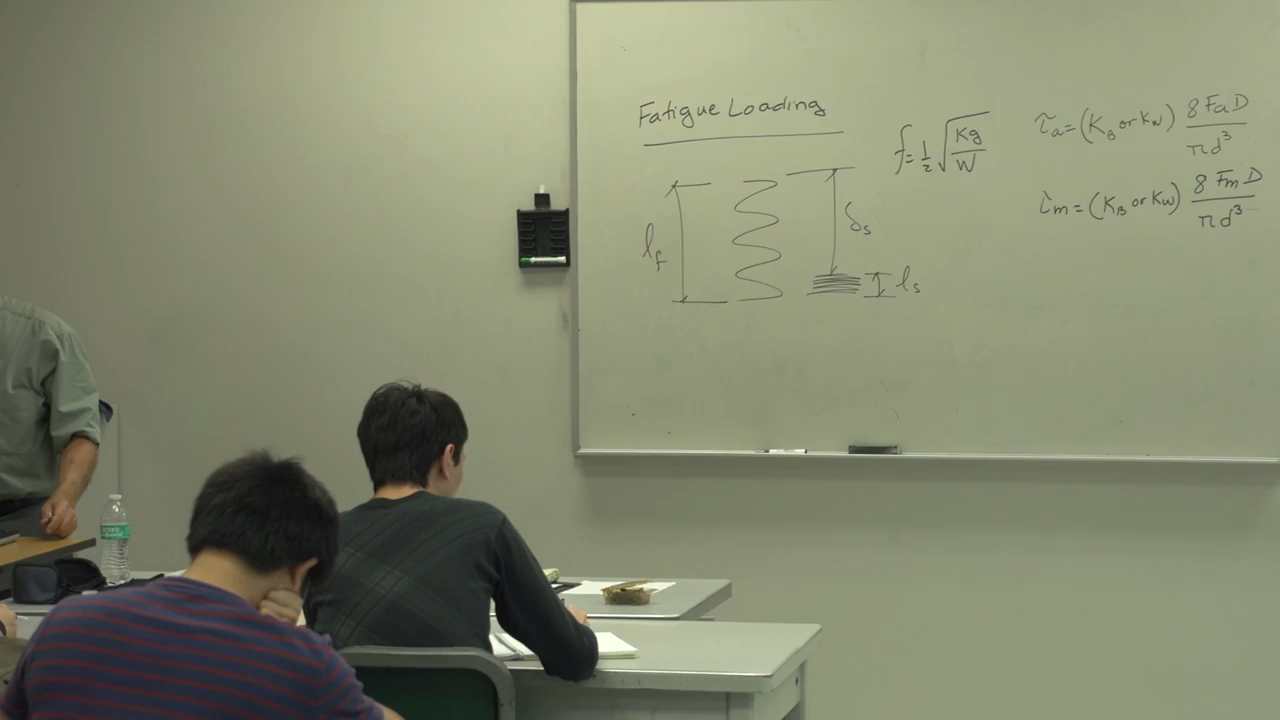 Fatigue Loading
f=1/2 √(Kg/W)
τa=(KB or KW) 8FaD/πd³
τm=(KB or KW) 8FmD/πd³
lf
δs
ls